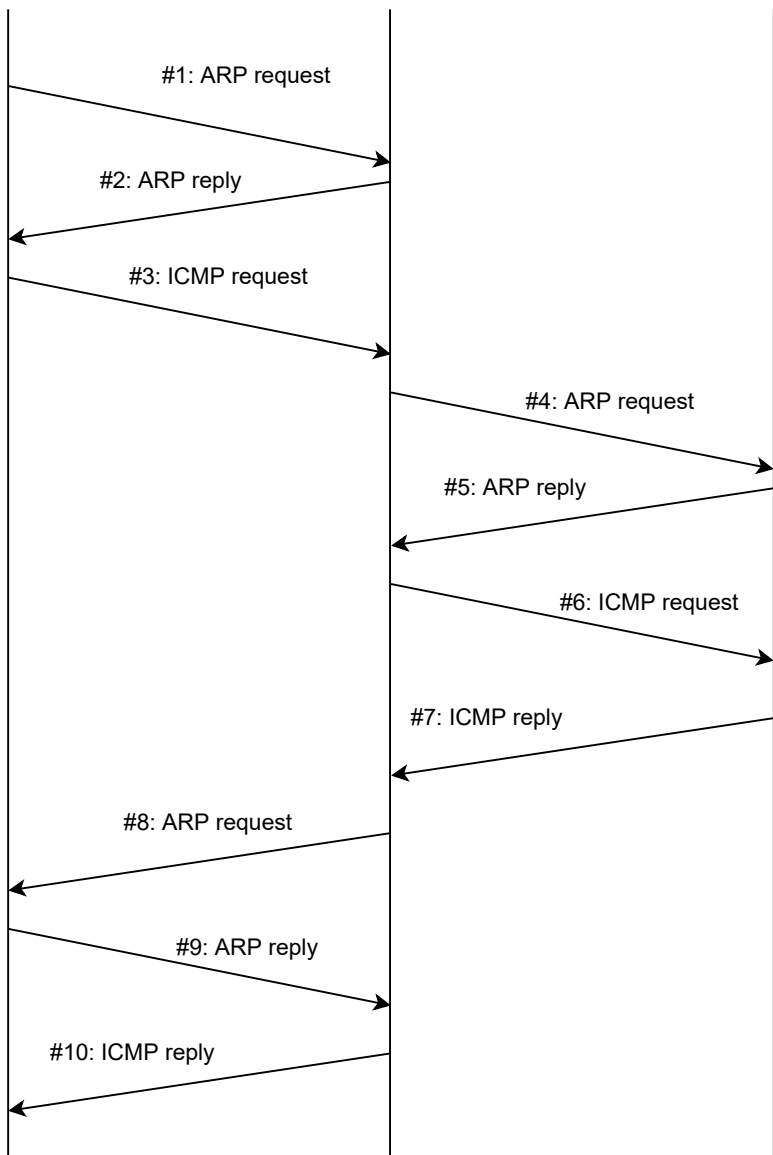 #1: ARP request
#2: ARP reply
#3: ICMP request
#4: ARP request
#5: ARP reply
#6: ICMP request
#7: ICMP reply
#8: ARP request
#9: ARP reply
#10: ICMP reply